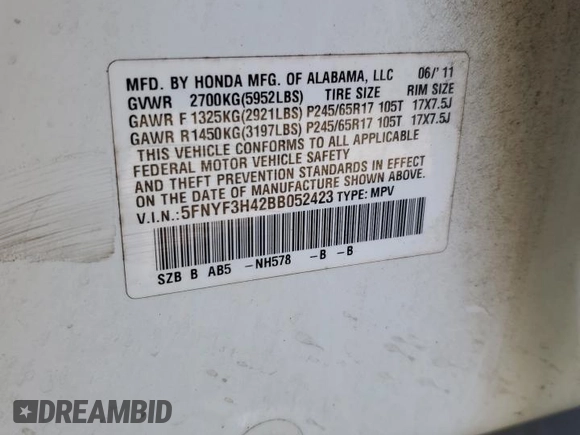 MFD. BY HONDA MFG. OF ALABAMA, LLC 06/'11
GVWR 2700KG(5952LBS) TIRE SIZE RIM SIZE
GAWR F 1325KG(2921LBS) P245/65R17 105T 17X7.5J
GAWR R1450KG(3197LBS) P245/65R17 105T 17X7.5J
THIS VEHICLE CONFORMS TO ALL APPLICABLE
FEDERAL MOTOR VEHICLE SAFETY
AND THEFT PREVENTION STANDARDS IN EFFECT
ON THE DATE OF MANUFACTURE SHOWN ABOVE.
V.I.N.:5FNYF3H42BB052423 TYPE: MPV
SZB B AB5 -NH578 -B -B
DREAMBID